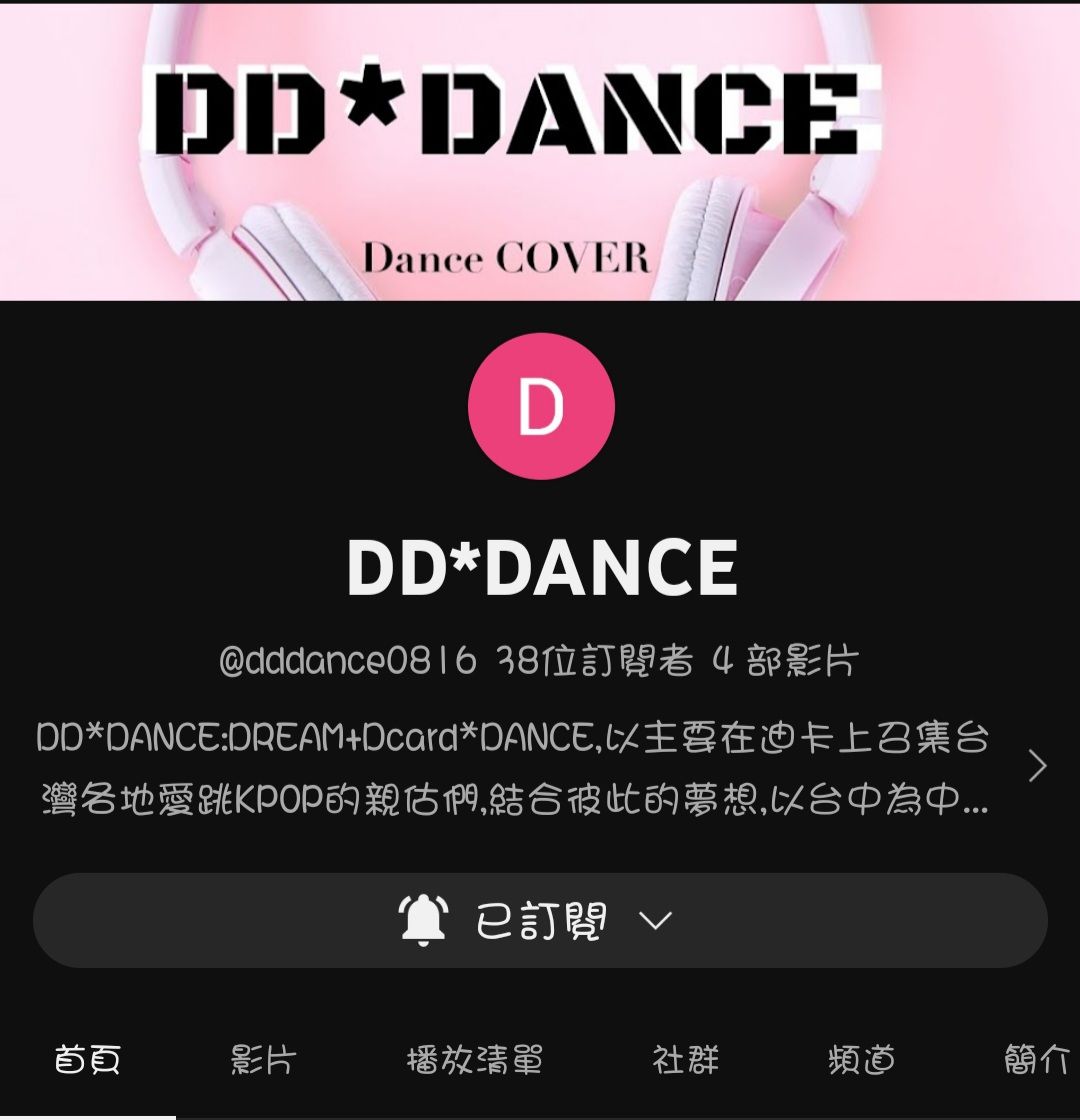 DD*DANCE
Dance COVER
D
DD*DANCE
@dddance0816 38位訂閱者 4 部影片
DD*DANCE:DREAM+Dcard*DANCE,以主要在迪卡上召集台
灣各地愛跳KPOP的親估們,結合彼此的夢想,以台中為中...
已訂閱
首頁 影片 播放清單 社群 頻道 簡介